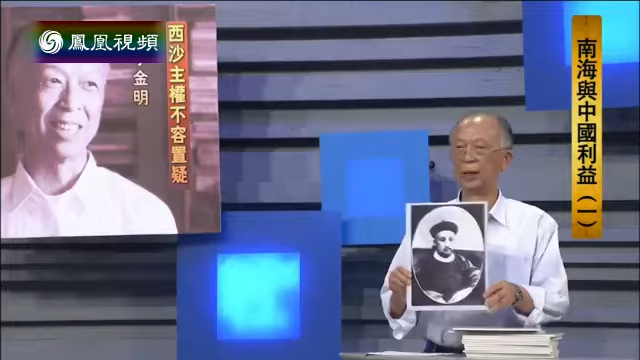 鳳凰視頻
金明
西沙主權不容置疑
南海與中國利益（一）